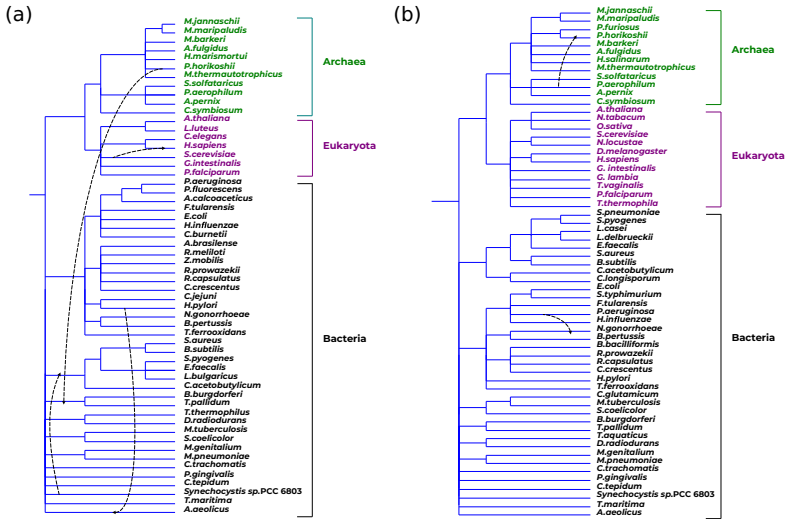 (a)
M.jannaschii
M.maripaludis
M.barkeri
A.fulgidus
H.marismortui
P.horikoshii
M.thermautotrophicus
S.solfataricus
P.aerophilum
A.pernix
C.symbiosum
Archaea
A.thaliana
L.luteus
C.elegans
H.sapiens
S.cerevisiae
G.intestinalis
P.falciparum
Eukaryota
P.aeruginosa
P.fluorescens
A.calcoaceticus
F.tularensis
E.coli
H.influenzae
C.burnetii
A.brasilense
R.meliloti
Z.mobilis
R.prowazekii
R.capsulatus
C.crescentus
C.jejuni
H.pylori
N.gonorrhoeae
B.pertussis
T.ferrooxidans
S.aureus
B.subtilis
S.pyogenes
E.faecalis
L.bulgaricus
C.acetobutylicum
B.burgdorferi
T.pallidum
T.thermophilus
D.radiodurans
M.tuberculosis
S.coelicolor
M.genitalium
M.pneumoniae
C.trachomatis
P.gingivalis
C.tepidum
Synechocystis sp.PCC 6803
T.maritima
A.aeolicus
Bacteria
(b)
M.jannaschii
M.maripaludis
P.furiosus
P.horikoshii
M.barkeri
A.fulgidus
H.salinarum
M.thermautotrophicus
S.solfataricus
P.aerophilum
A.pernix
C.symbiosum
Archaea
A.thaliana
N.tabacum
O.sativa
S.cerevisiae
N.locustae
D.melanogaster
H.sapiens
G. intestinalis
G. lambia
T.vaginalis
P.falciparum
T.thermophila
Eukaryota
S.pneumoniae
S.pyogenes
L.casei
L.delbrueckii
E.faecalis
S.aureus
B.subtilis
C.acetobutylicum
C.longisporum
E.coli
S.typhimurium
F.tularensis
P.aeruginosa
H.influenzae
N.gonorrhoeae
B.pertussis
B.bacilliformis
R.prowazekii
R.capsulatus
C.crescentus
H.pylori
T.ferrooxidans
C.glutamicum
M.tuberculosis
S.coelicolor
B.burgdorferi
T.pallidum
T.aquaticus
D.radiodurans
M.genitalium
M.pneumoniae
C.trachomatis
P.gingivalis
C.tepidum
Synechocystis sp.PCC 6803
T.maritima
A.aeolicus
Bacteria